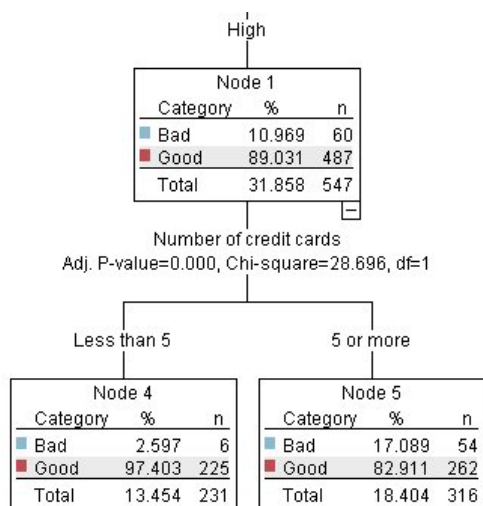 High
Node 1
Category % n
Bad 10.969 60
Good 89.031 487
Total 31.858 547
Number of credit cards
Adj. P-value=0.000, Chi-square=28.696, df=1
Less than 5
5 or more
Node 4
Category % n
Bad 2.597 6
Good 97.403 225
Total 13.454 231
Node 5
Category % n
Bad 17.089 54
Good 82.911 262
Total 18.404 316